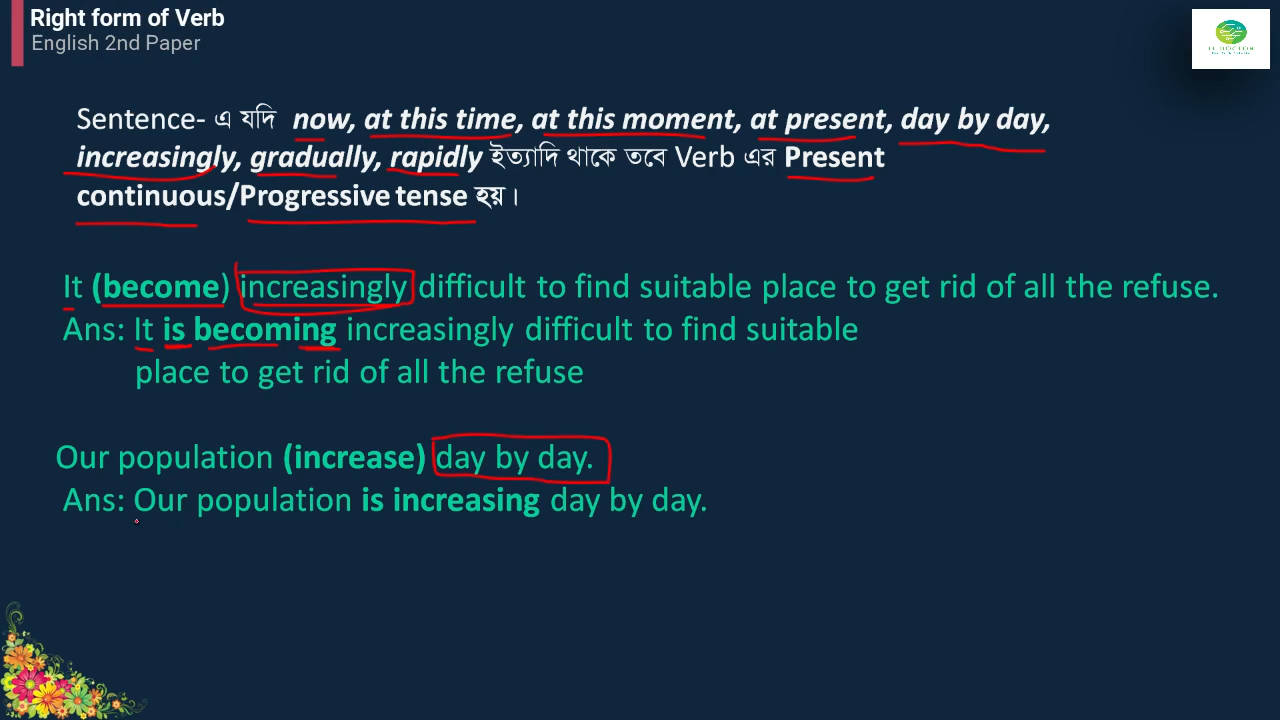 Right form of Verb
English 2nd Paper
Sentence- এ যদি now, at this time, at this moment, at present, day by day,
increasingly, gradually, rapidly ইত্যাদি থাকে তবে Verb এর Present
continuous/Progressive tense হয়।
It (become) increasingly difficult to find suitable place to get rid of all the refuse.
Ans: It is becoming increasingly difficult to find suitable
place to get rid of all the refuse
Our population (increase) day by day.
Ans: Our population is increasing day by day.